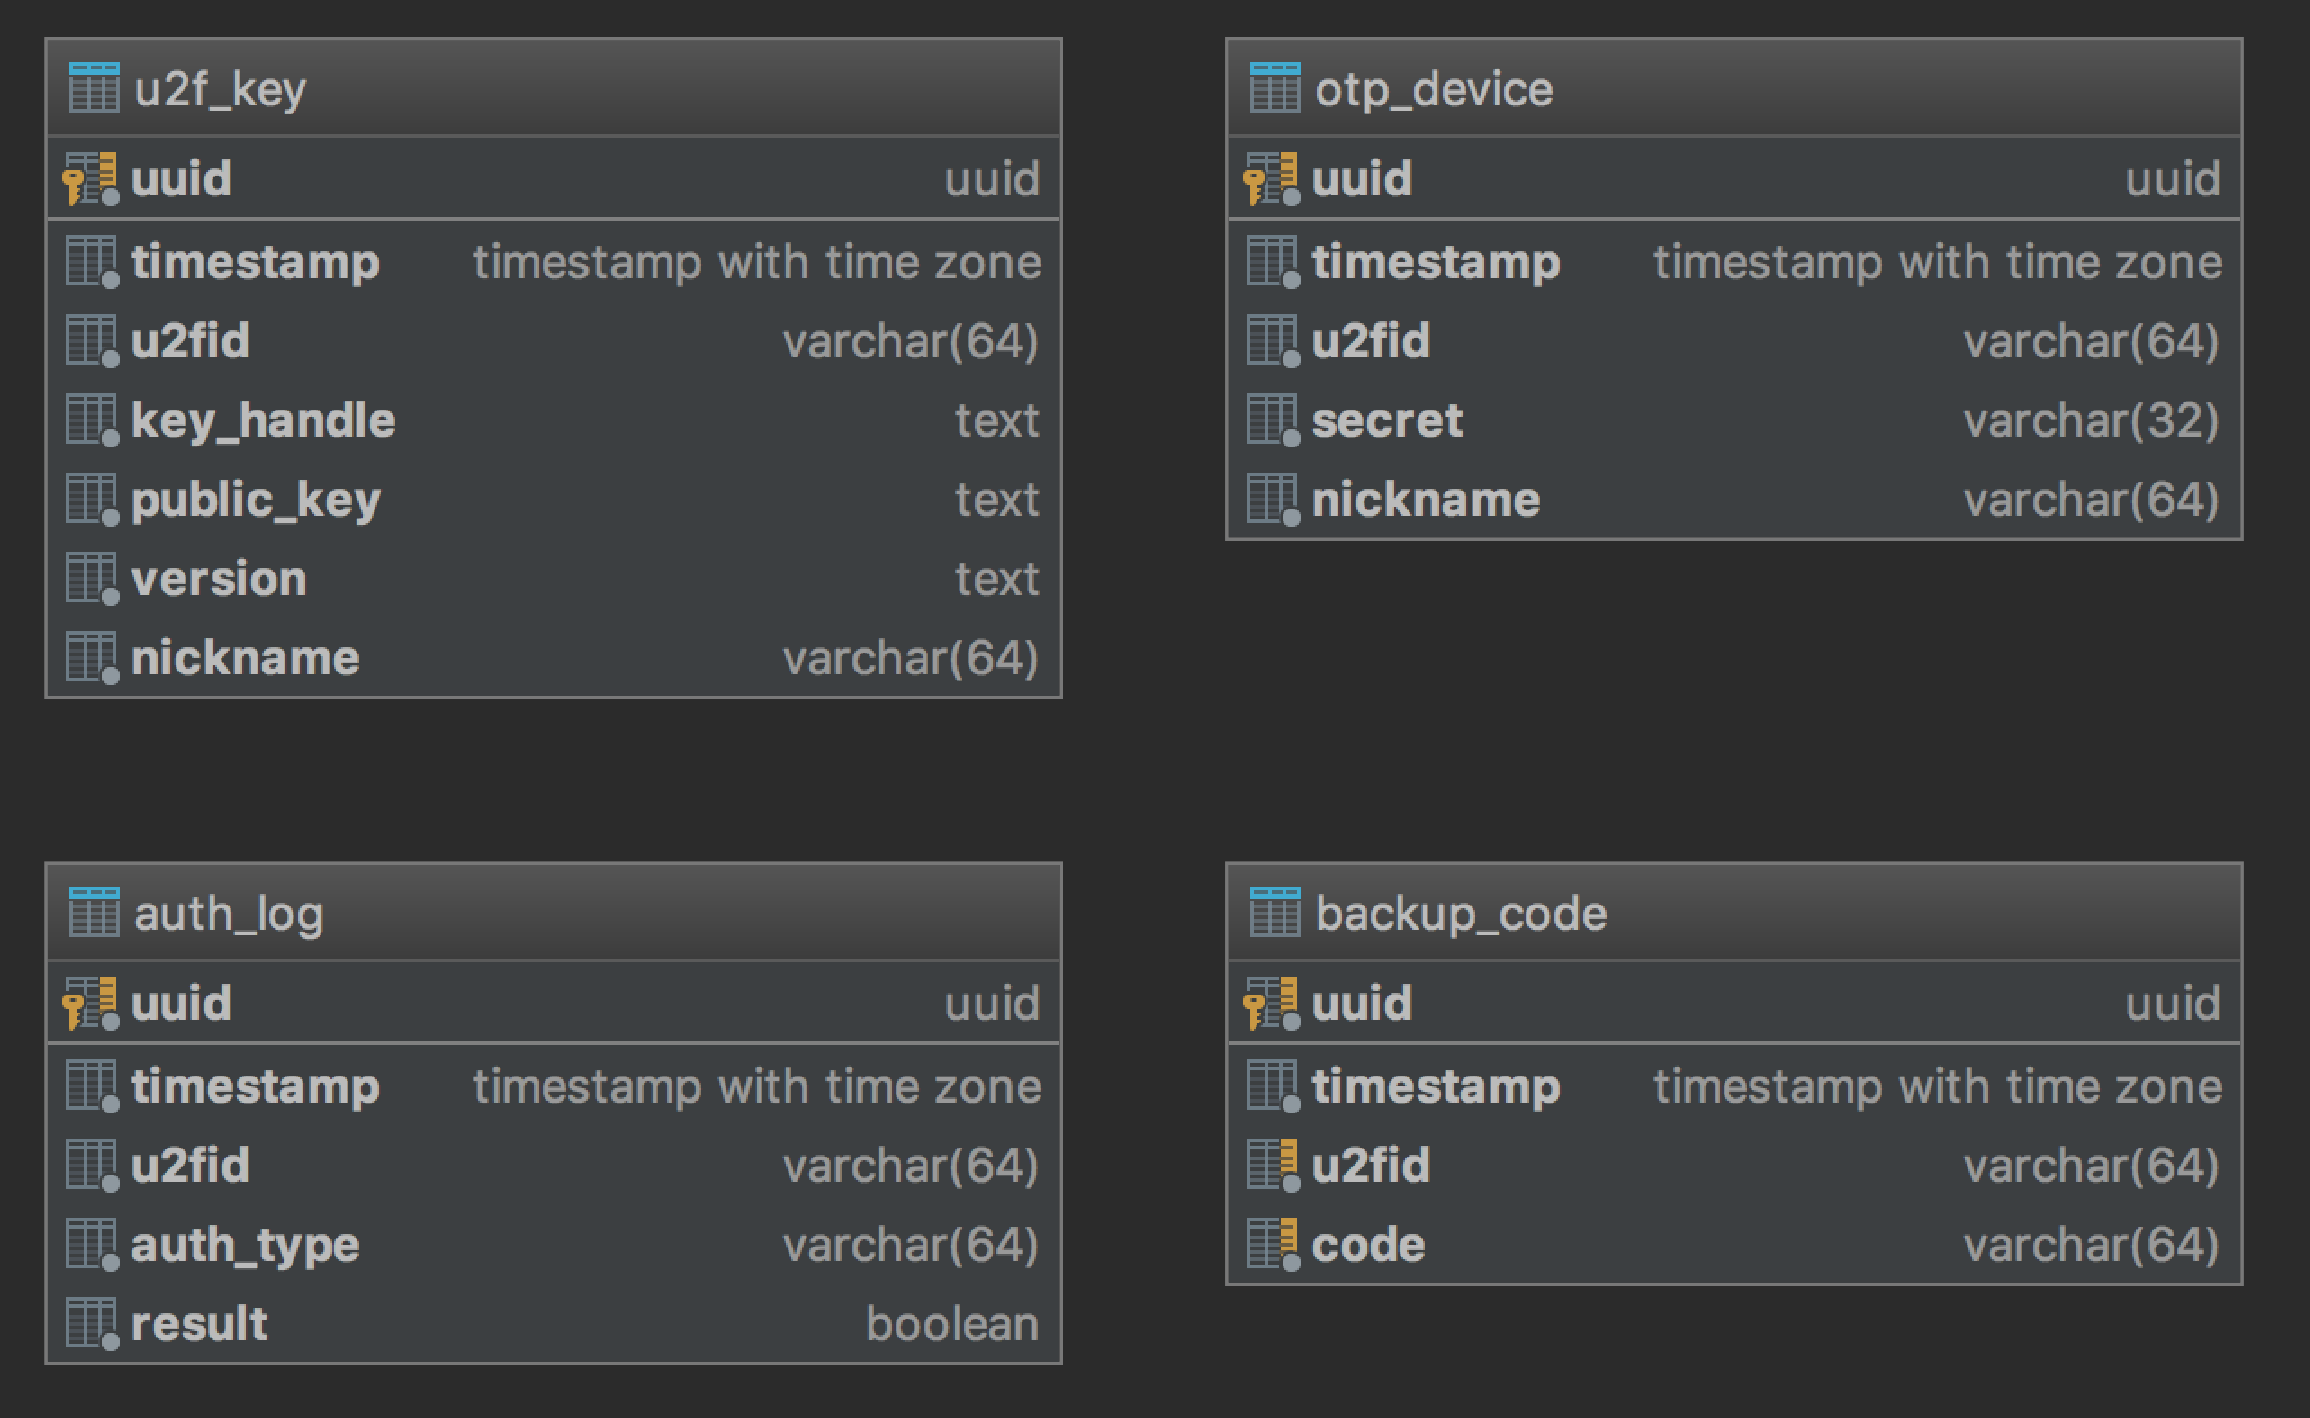 u2f_key
uuid uuid
timestamp timestamp with time zone
u2fid varchar(64)
key_handle text
public_key text
version text
nickname varchar(64)
otp_device
uuid uuid
timestamp timestamp with time zone
u2fid varchar(64)
secret varchar(32)
nickname varchar(64)
auth_log
uuid uuid
timestamp timestamp with time zone
u2fid varchar(64)
auth_type varchar(64)
result boolean
backup_code
uuid uuid
timestamp timestamp with time zone
u2fid varchar(64)
code varchar(64)